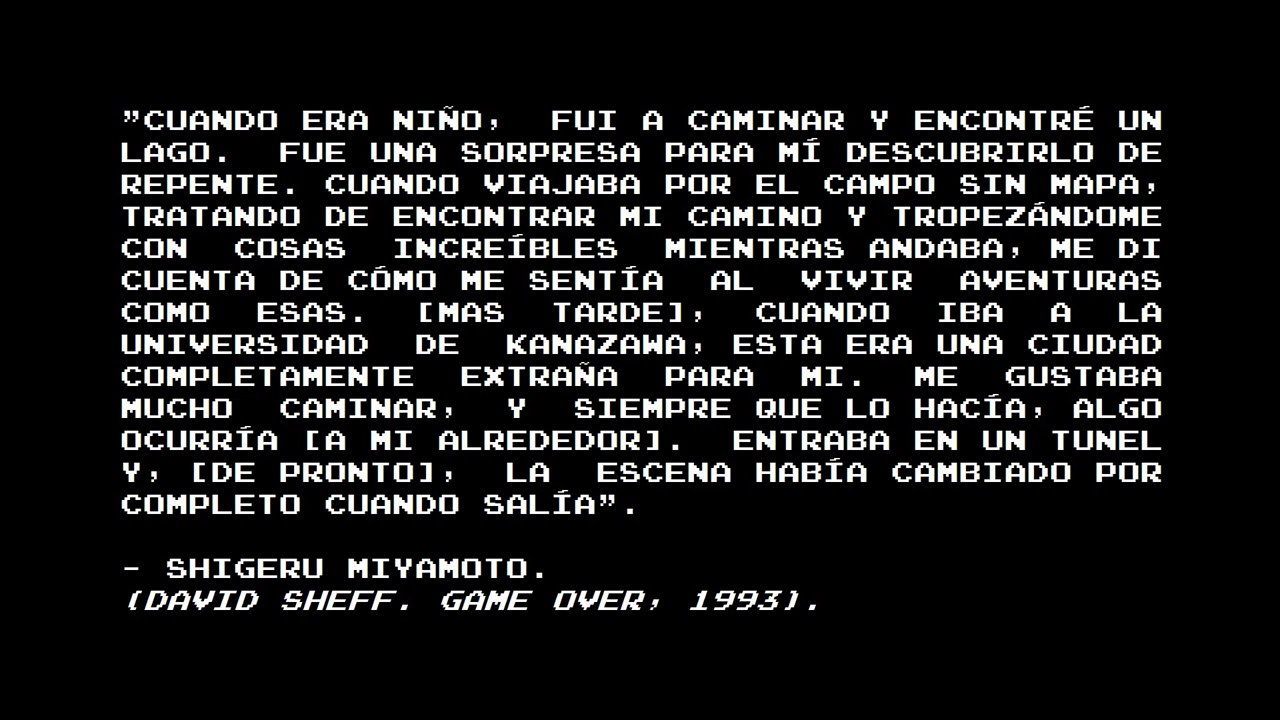 ”CUANDO ERA NIÑO, FUI A CAMINAR Y ENCONTRÉ UN
LAGO. FUE UNA SORPRESA PARA MÍ DESCUBRIRLO DE
REPENTE. CUANDO VIAJABA POR EL CAMPO SIN MAPA,
TRATANDO DE ENCONTRAR MI CAMINO Y TROPEZÁNDOME
CON COSAS INCREÍBLES MIENTRAS ANDABA, ME DI
CUENTA DE CÓMO ME SENTÍA AL VIVIR AVENTURAS
COMO ESAS. [MAS TARDE], CUANDO IBA A LA
UNIVERSIDAD DE KANAZAWA, ESTA ERA UNA CIUDAD
COMPLETAMENTE EXTRAÑA PARA MI. ME GUSTABA
MUCHO CAMINAR, Y SIEMPRE QUE LO HACÍA, ALGO
OCURRÍA [A MI ALREDEDOR]. ENTRABA EN UN TUNEL
Y, [DE PRONTO], LA ESCENA HABÍA CAMBIADO POR
COMPLETO CUANDO SALÍA”.
- SHIGERU MIYAMOTO.
(DAVID SHEFF. GAME OVER, 1993).